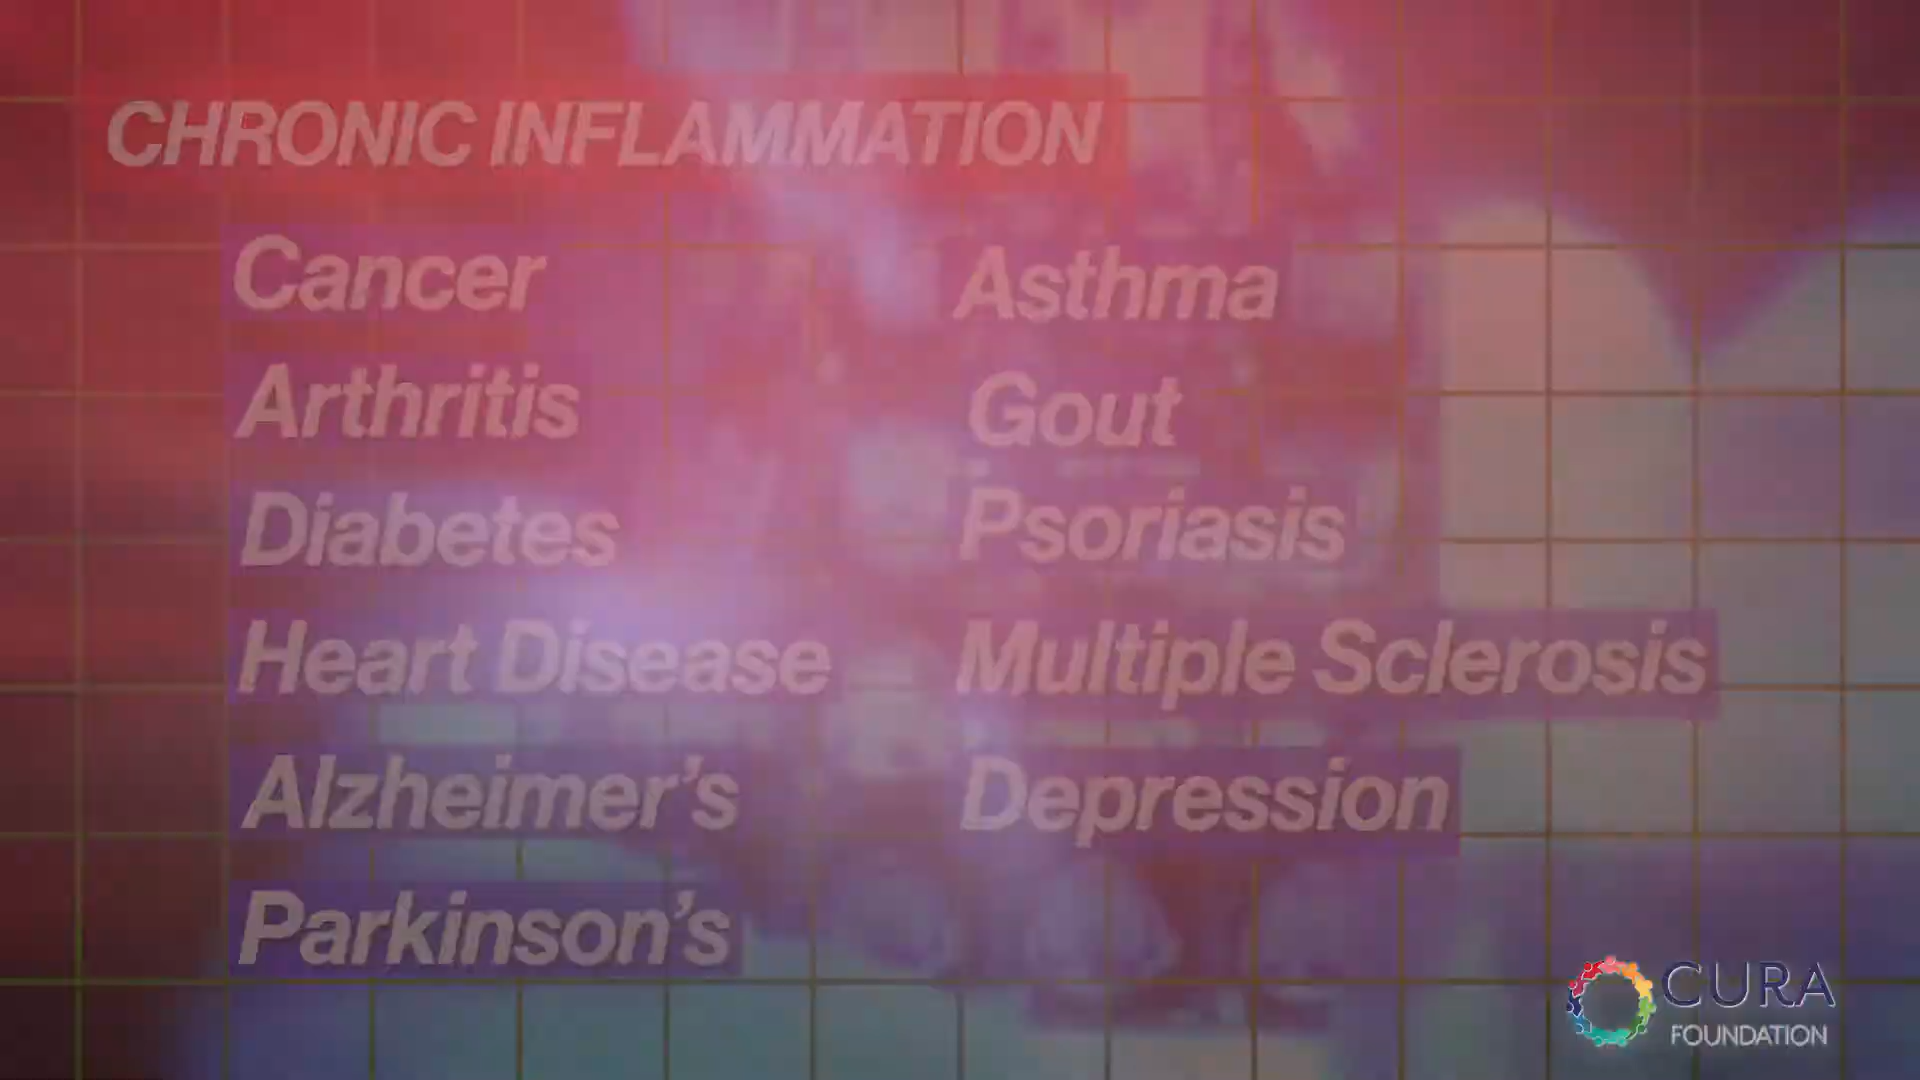 CHRONIC INFLAMMATION
Cancer
Arthritis
Diabetes
Heart Disease
Alzheimer's
Parkinson's
Asthma
Gout
Psoriasis
Multiple Sclerosis
Depression
CURA
FOUNDATION